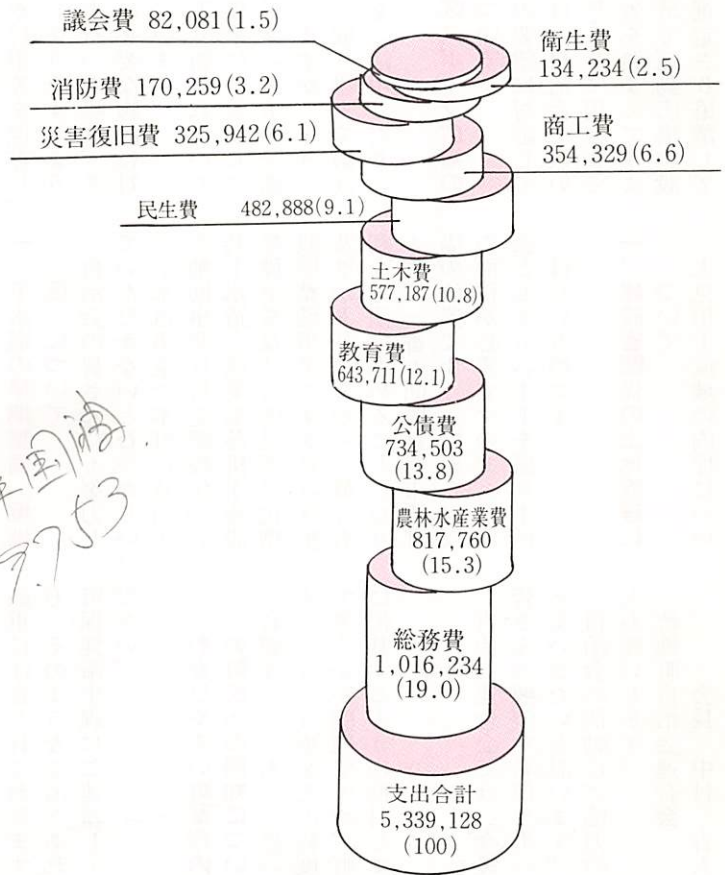 議会費 82,081(1.5)
衛生費
134,234(2.5)
消防費 170,259(3.2)
災害復旧費 325,942(6.1)
商工費
354,329(6.6)
民生費 482,888(9.1)
土木費
577,187(10.8)
教育費
643,711(12.1)
公債費
734,503
(13.8)
農林水産業費
817,760
(15.3)
総務費
1,016,234
(19.0)
支出合計
5,339,128
(100)
753